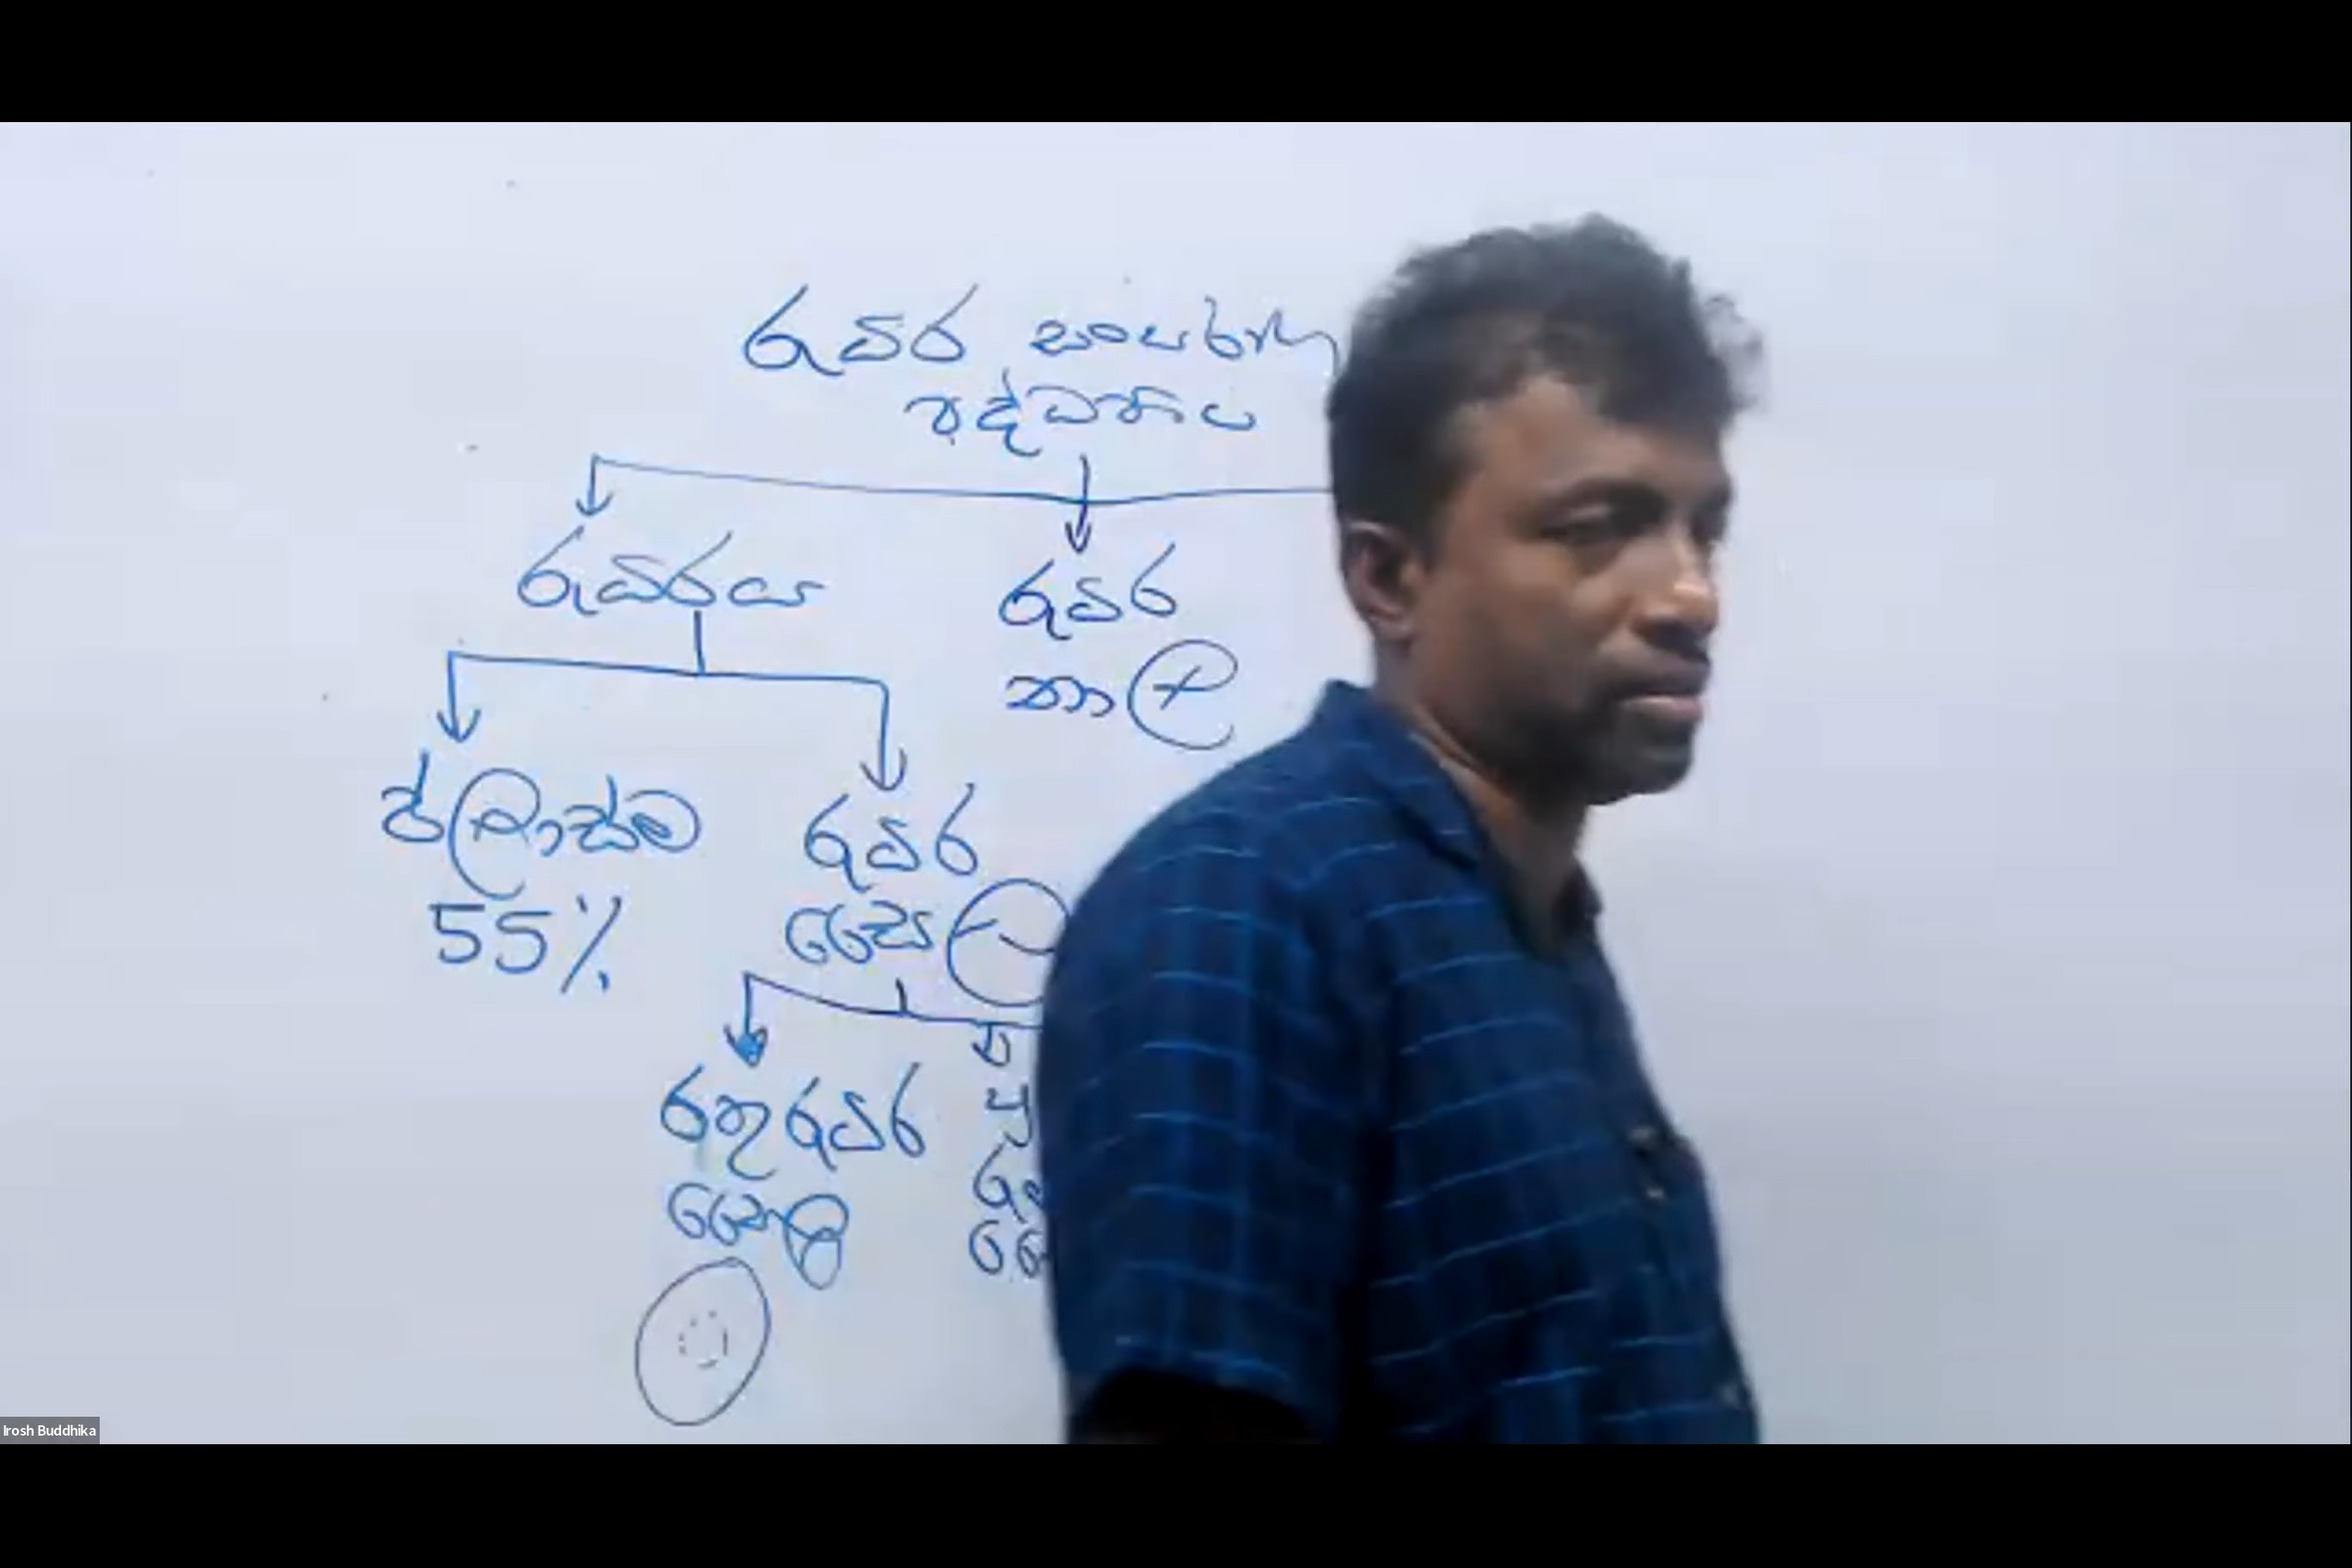 රුධිර සංසරණ
පද්ධතිය
රුධිරය
රුධිර
නාල
ප්ලාස්ම
55%
රුධිර
සෛල
රතු රුධිර
සෛල
Irosh Buddhika